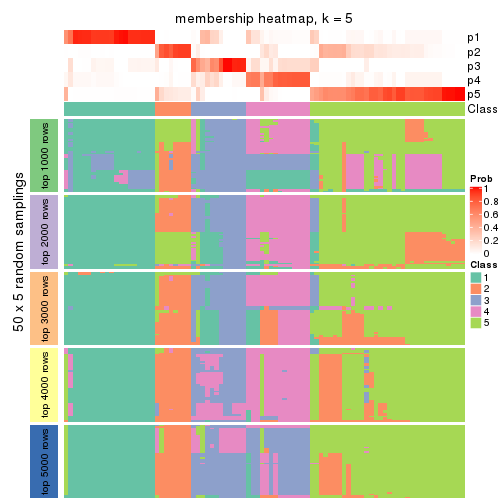 membership heatmap, k = 5
p1
p2
p3
p4
p5
Class
50 x 5 random samplings
top 1000 rows
top 2000 rows
top 3000 rows
top 4000 rows
top 5000 rows
Prob
1
0.8
0.6
0.4
0.2
0
Class
1
2
3
4
5